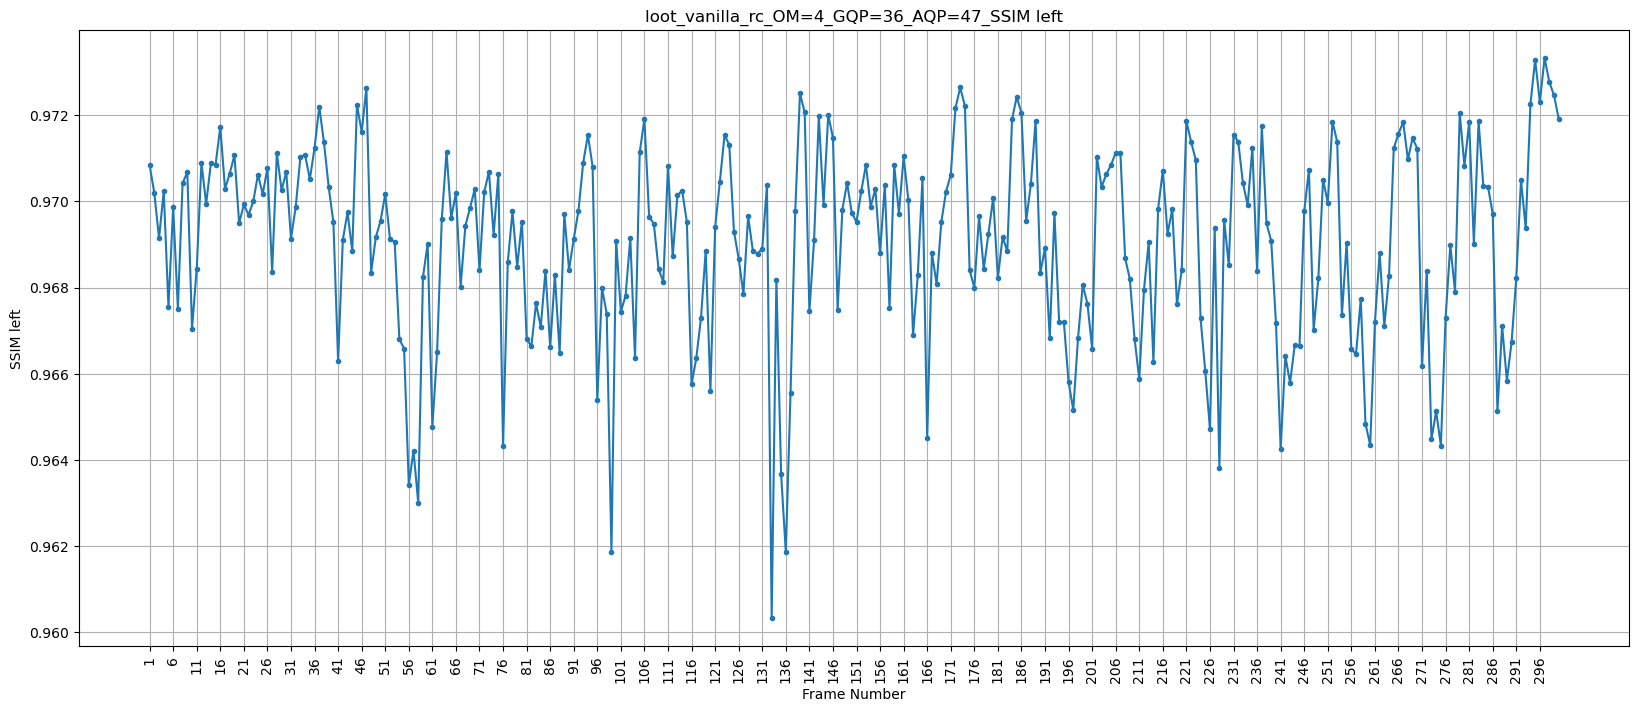 loot_vanilla_rc_OM=4_GQP=36_AQP=47_SSIM left
SSIM left
0.972
0.970
0.968
0.966
0.964
0.962
0.960
1 6 11 16 21 26 31 36 41 46 51 56 61 66 71 76 81 86 91 96 101 106 111 116 121 126 131 136 141 146 151 156 161 166 171 176 181 186 191 196 201 206 211 216 221 226 231 236 241 246 251 256 261 266 271 276 281 286 291 296
Frame Number